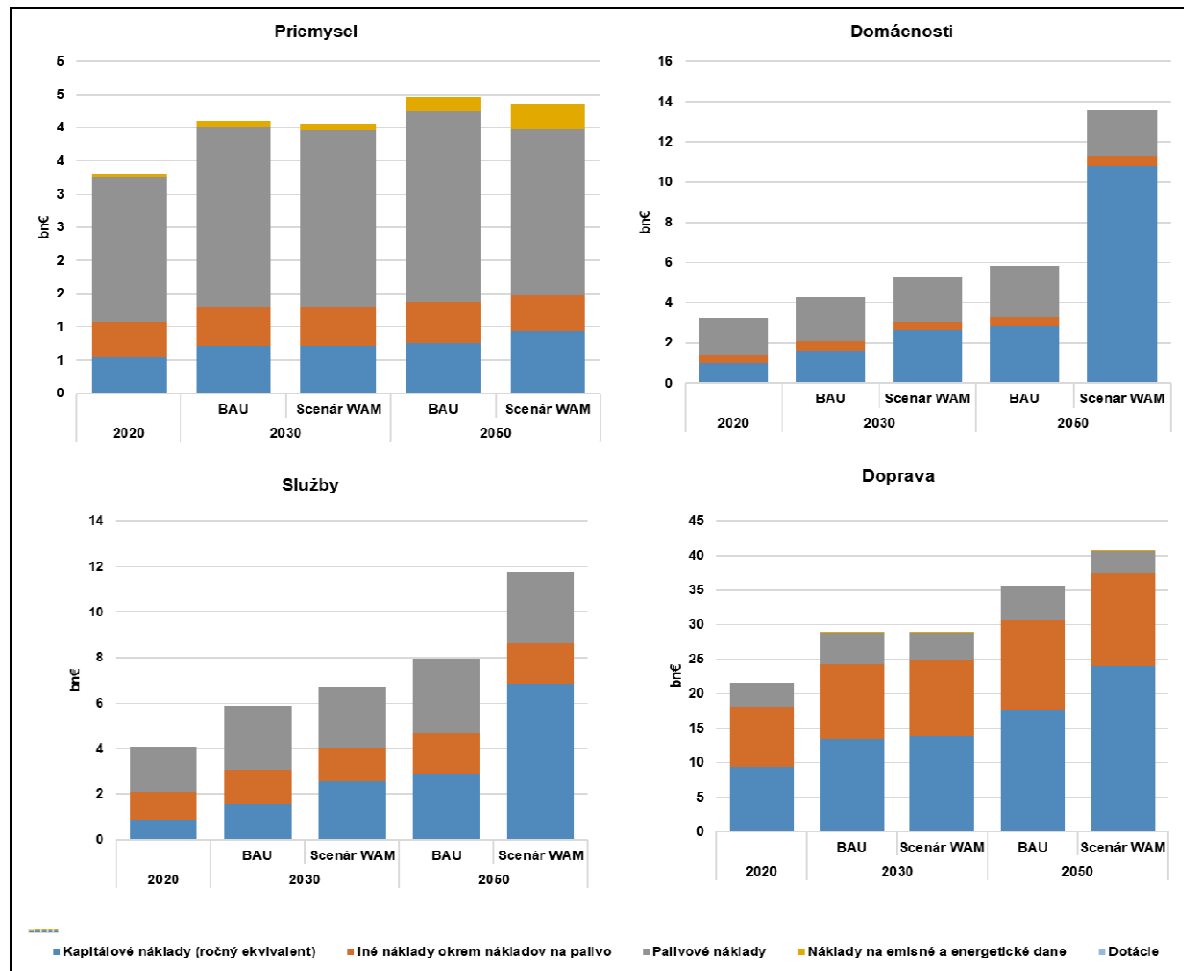 Priemysel
bn€
5
5
4
4
3
3
2
2
1
1
0
BAU Scenár WAM BAU Scenár WAM
2020 2030 2050
Domácnosti
16
14
12
10
8
6
4
2
0
BAU Scenár WAM BAU Scenár WAM
2020 2030 2050
Služby
bn€
14
12
10
8
6
4
2
0
BAU Scenár WAM BAU Scenár WAM
2020 2030 2050
Doprava
bn€
45
40
35
30
25
20
15
10
5
0
BAU Scenár WAM BAU Scenár WAM
2020 2030 2050
Kapitálové náklady (ročný ekvivalent) Iné náklady okrem nákladov na palivo Palivové náklady Náklady na emisné a energetické dane Dotácie